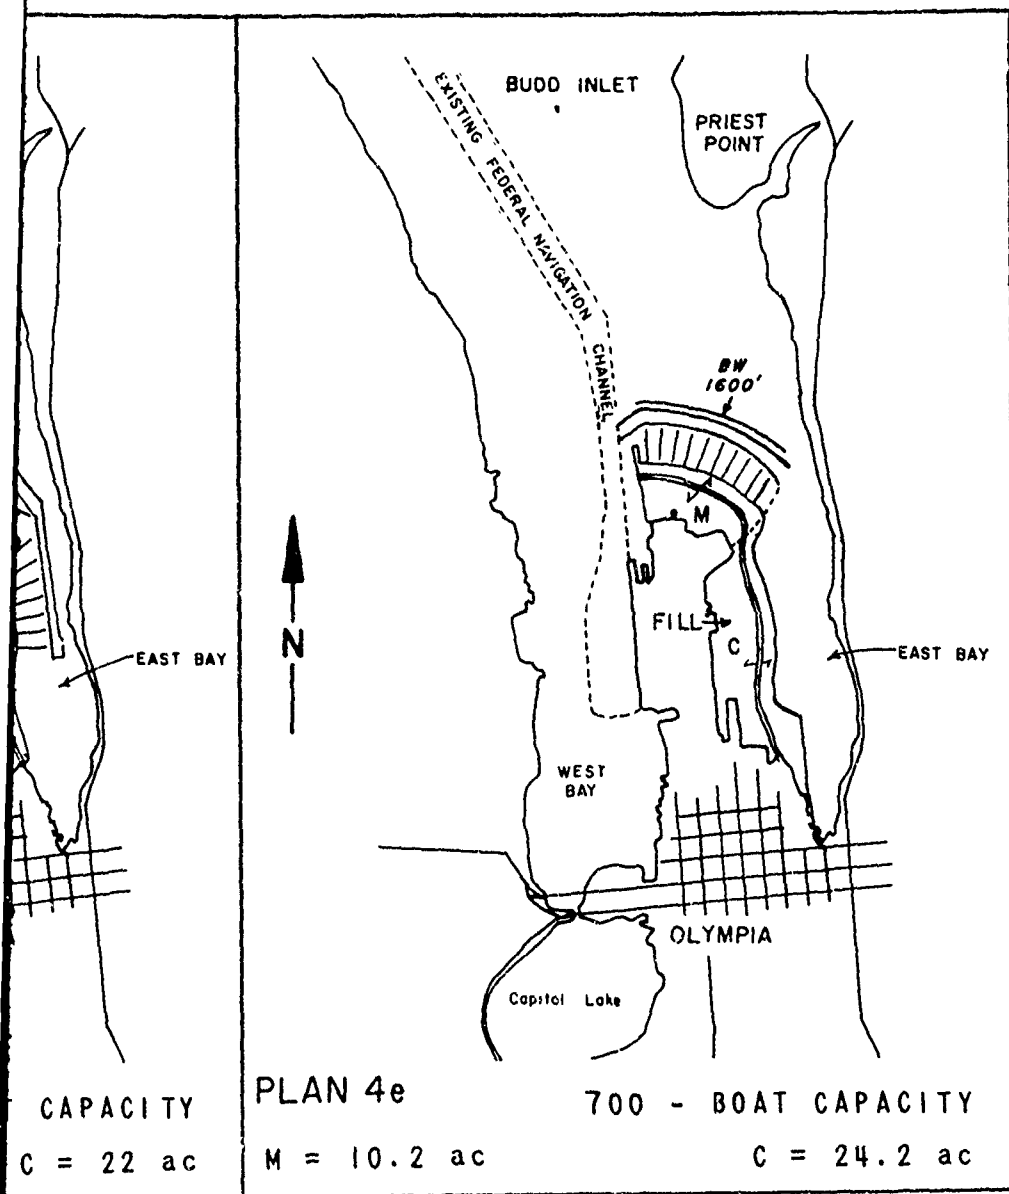 EAST BAY
CAPACITY
C = 22 ac
BUDD INLET
EXISTING FEDERAL NAVIGATION CHANNEL
PRIEST
POINT
BW
1600'
M
FILL
C
EAST BAY
N
WEST
BAY
OLYMPIA
Capitol Lake
PLAN 4e
700 - BOAT CAPACITY
M = 10.2 ac
C = 24.2 ac